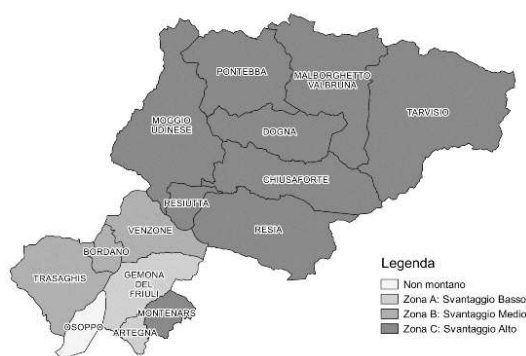 PONTEBBA
MALBORGHETTO
VALBRUNA
TARVISIO
MOGGIO
UDINESE
DOGNA
CHIUSAFORTE
RESIUTTA
RESIA
VENZONE
BORDANO
TRASAGHIS
GEMONA
DEL
FRIULI
MONTENARS
OSOPPO
ARTEGNA
Legenda
Non montano
Zona A: Svantaggio Basso
Zona B: Svantaggio Medio
Zona C: Svantaggio Alto